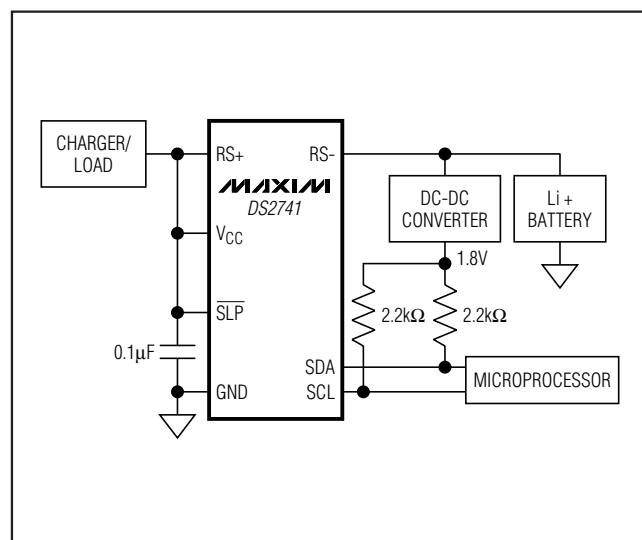 CHARGER/
LOAD
RS+
RS-
MAXIM
DS2741
DC-DC
CONVERTER
Li +
BATTERY
VCC
1.8V
SLP
2.2kΩ
2.2kΩ
0.1µF
SDA
MICROPROCESSOR
GND
SCL